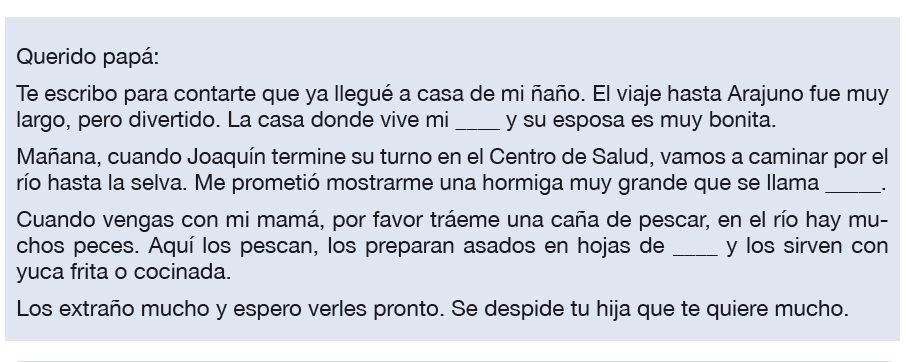 Querido papá:
Te escribo para contarte que ya llegué a casa de mi ñaño. El viaje hasta Arajuno fue muy
largo, pero divertido. La casa donde vive mi ____ y su esposa es muy bonita.
Mañana, cuando Joaquín termine su turno en el Centro de Salud, vamos a caminar por el
río hasta la selva. Me prometió mostrarme una hormiga muy grande que se llama _____.
Cuando vengas con mi mamá, por favor tráeme una caña de pescar, en el río hay mu-
chos peces. Aquí los pescan, los preparan asados en hojas de ____ y los sirven con
yuca frita o cocinada.
Los extraño mucho y espero verles pronto. Se despide tu hija que te quiere mucho.